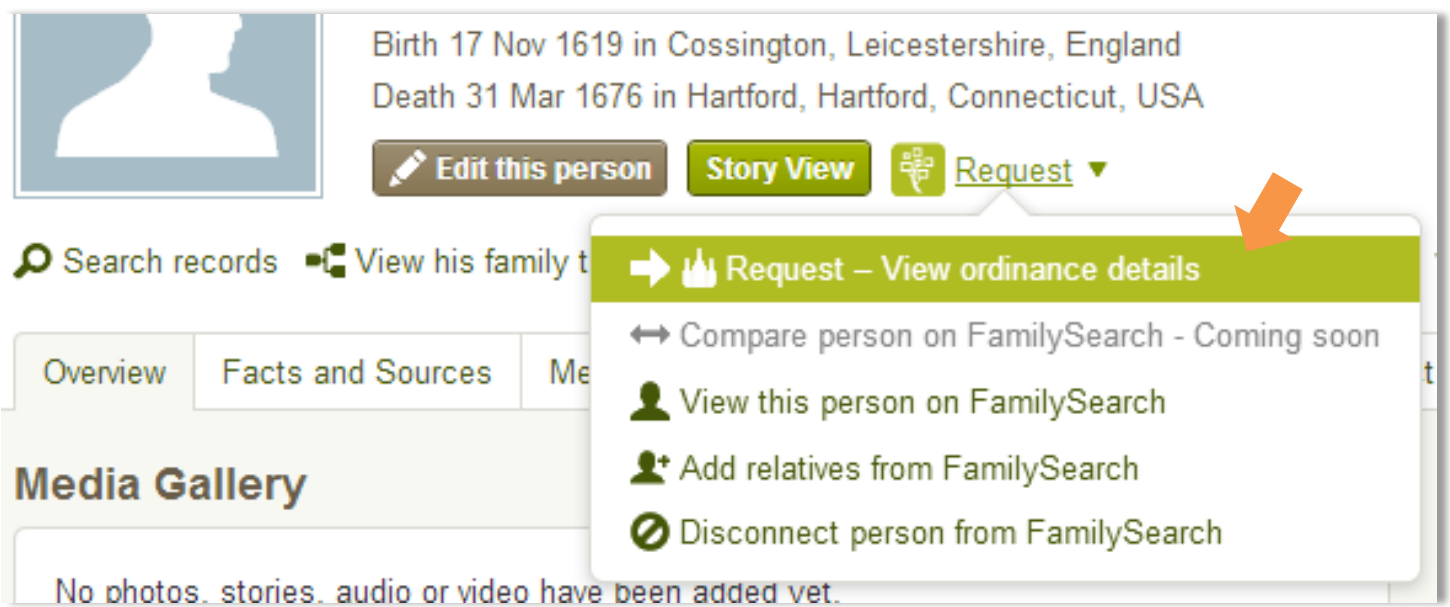 Birth 17 Nov 1619 in Cossington, Leicestershire, England
Death 31 Mar 1676 in Hartford, Hartford, Connecticut, USA
Edit this person Story View Request
Search records View his family t
Request – View ordinance details
Compare person on FamilySearch - Coming soon
Overview Facts and Sources Me
View this person on FamilySearch
Add relatives from FamilySearch
Media Gallery
Disconnect person from FamilySearch
No photos, stories, audio or video have been added yet.